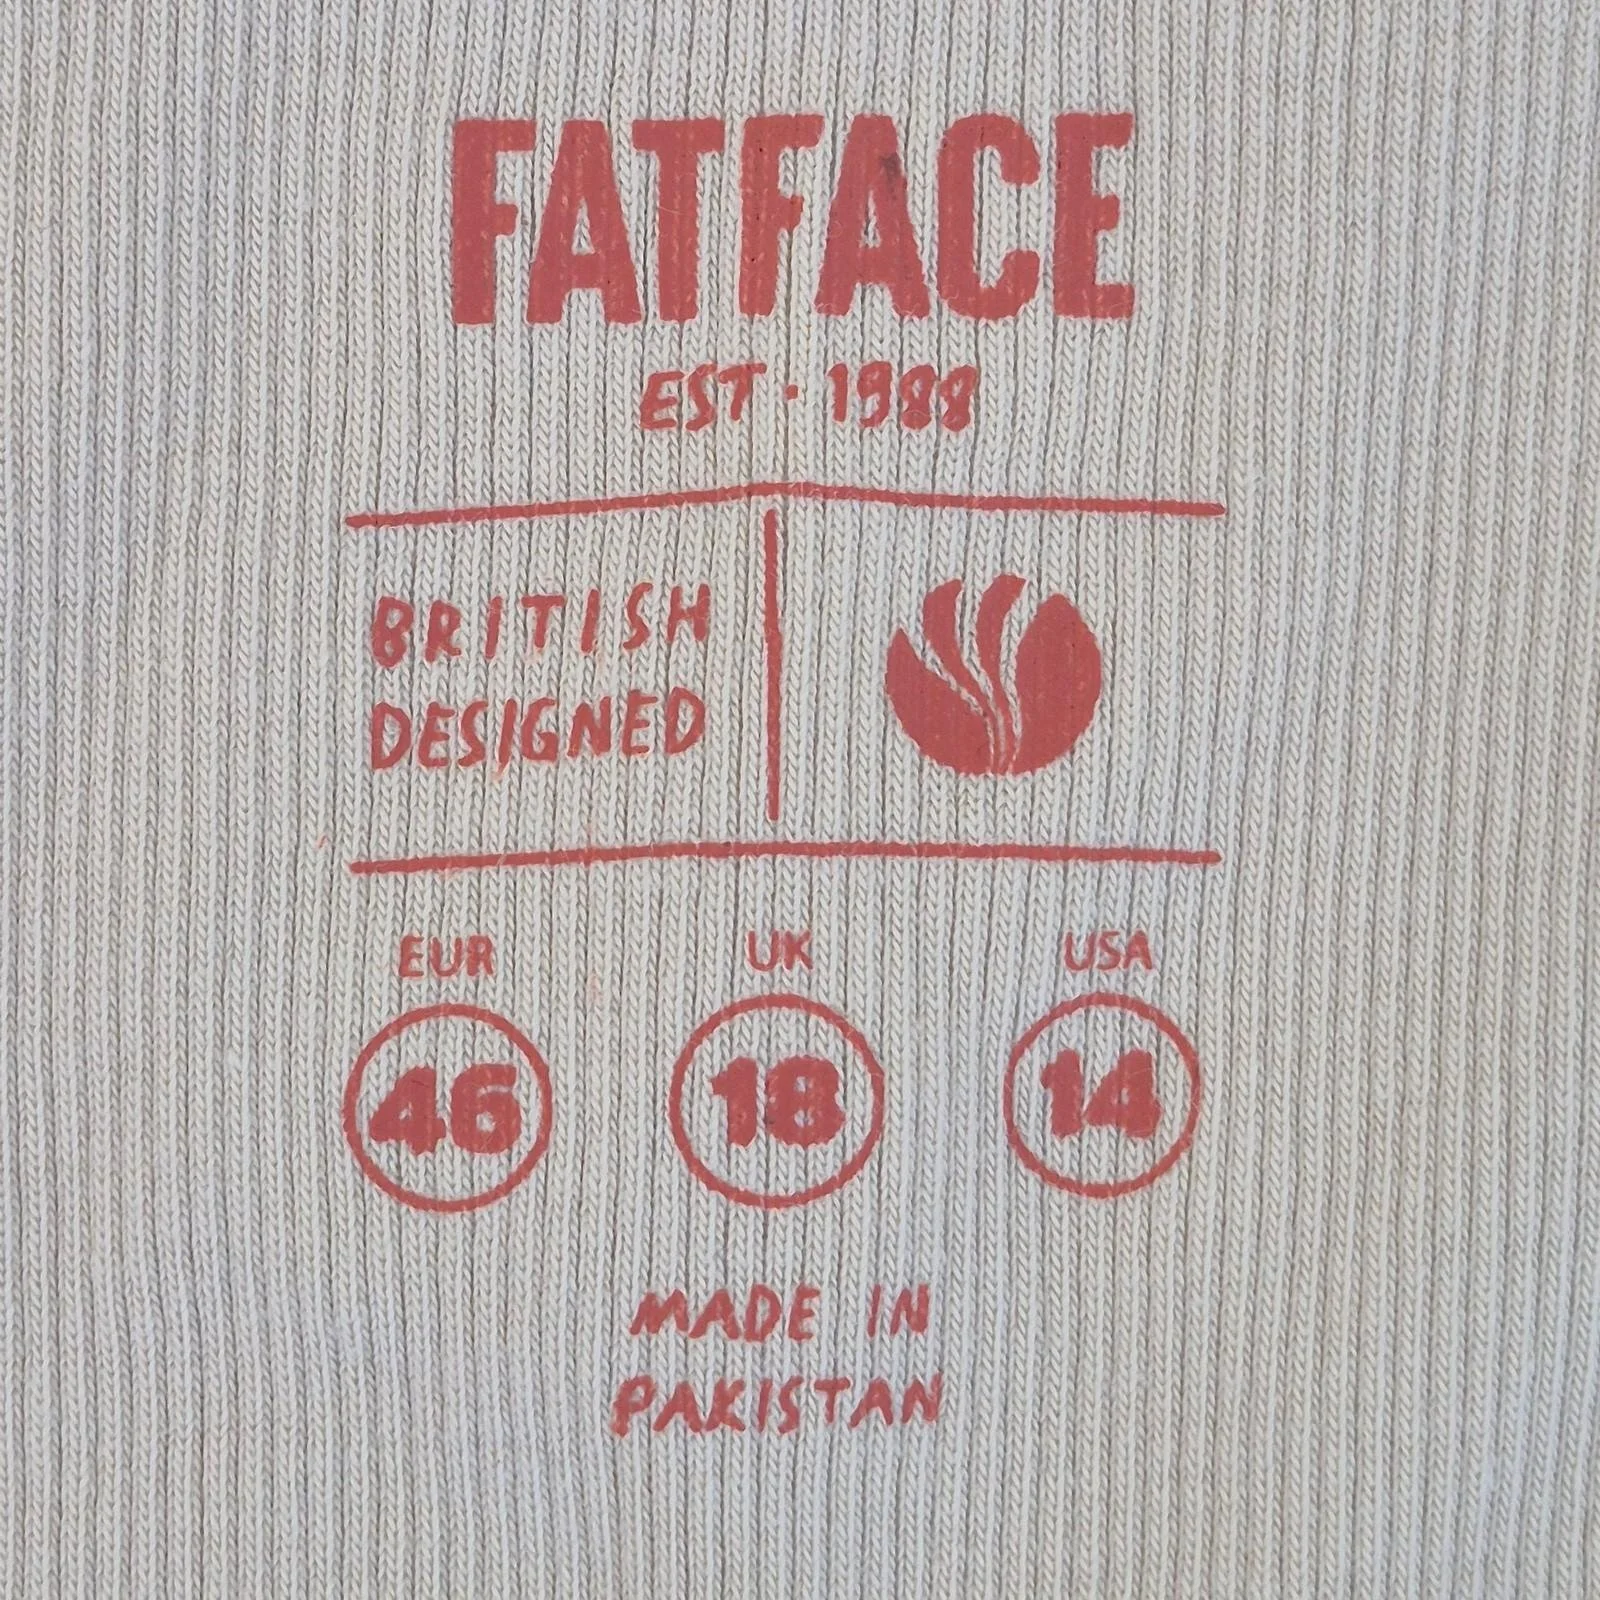 FATFACE
EST · 1988
BRITISH
DESIGNED
EUR UK USA
46 18 14
MADE IN
PAKISTAN